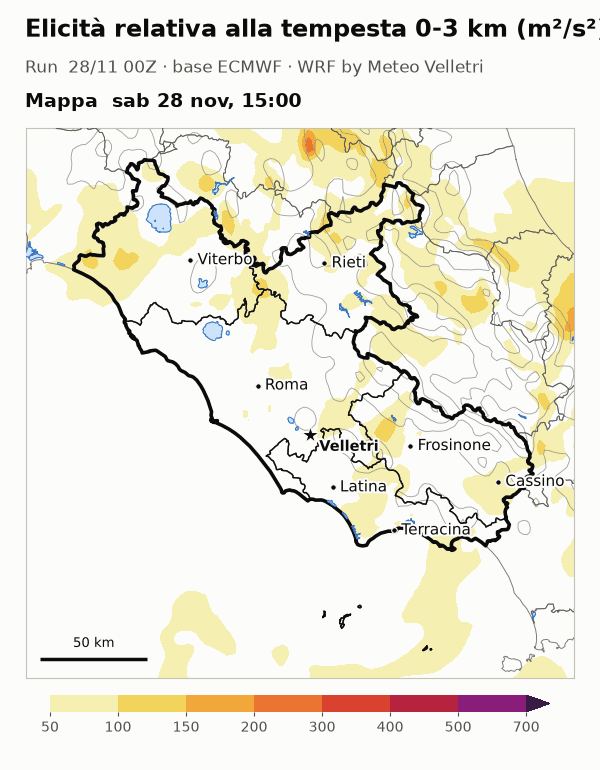 Elicità relativa alla tempesta 0-3 km (m²/s²)
Run  28/11 00Z · base ECMWF · WRF by Meteo Velletri
Mappa  sab 28 nov, 15:00
Viterbo
Rieti
Roma
Velletri
Frosinone
Cassino
Latina
Terracina
50 km
50 100 150 200 300 400 500 700